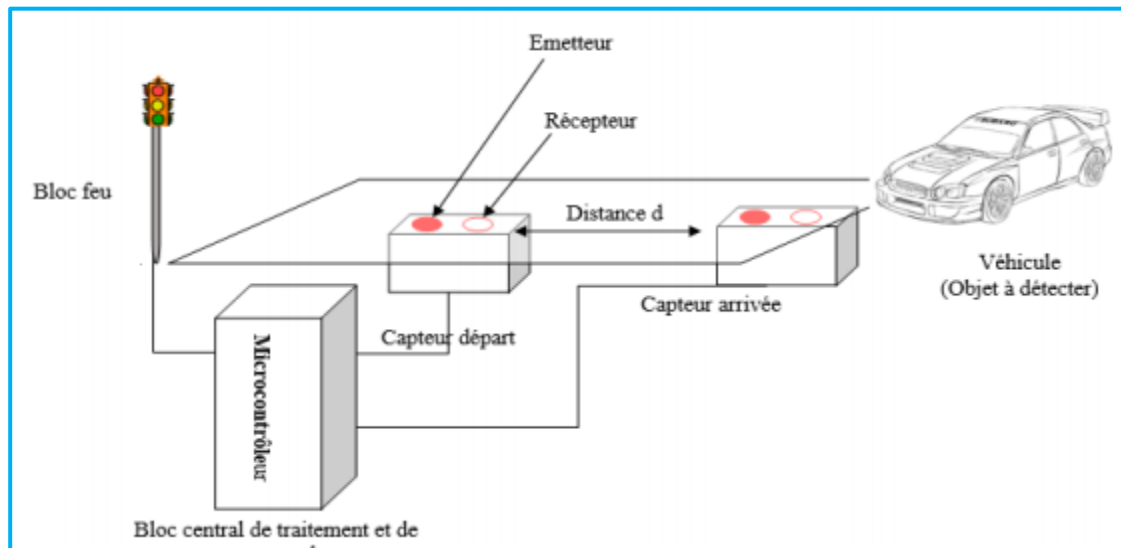 Emetteur
Récepteur
Bloc feu
Distance d
Véhicule
(Objet à détecter)
Capteur arrivée
Capteur départ
Microcontrôleur
Bloc central de traitement et de